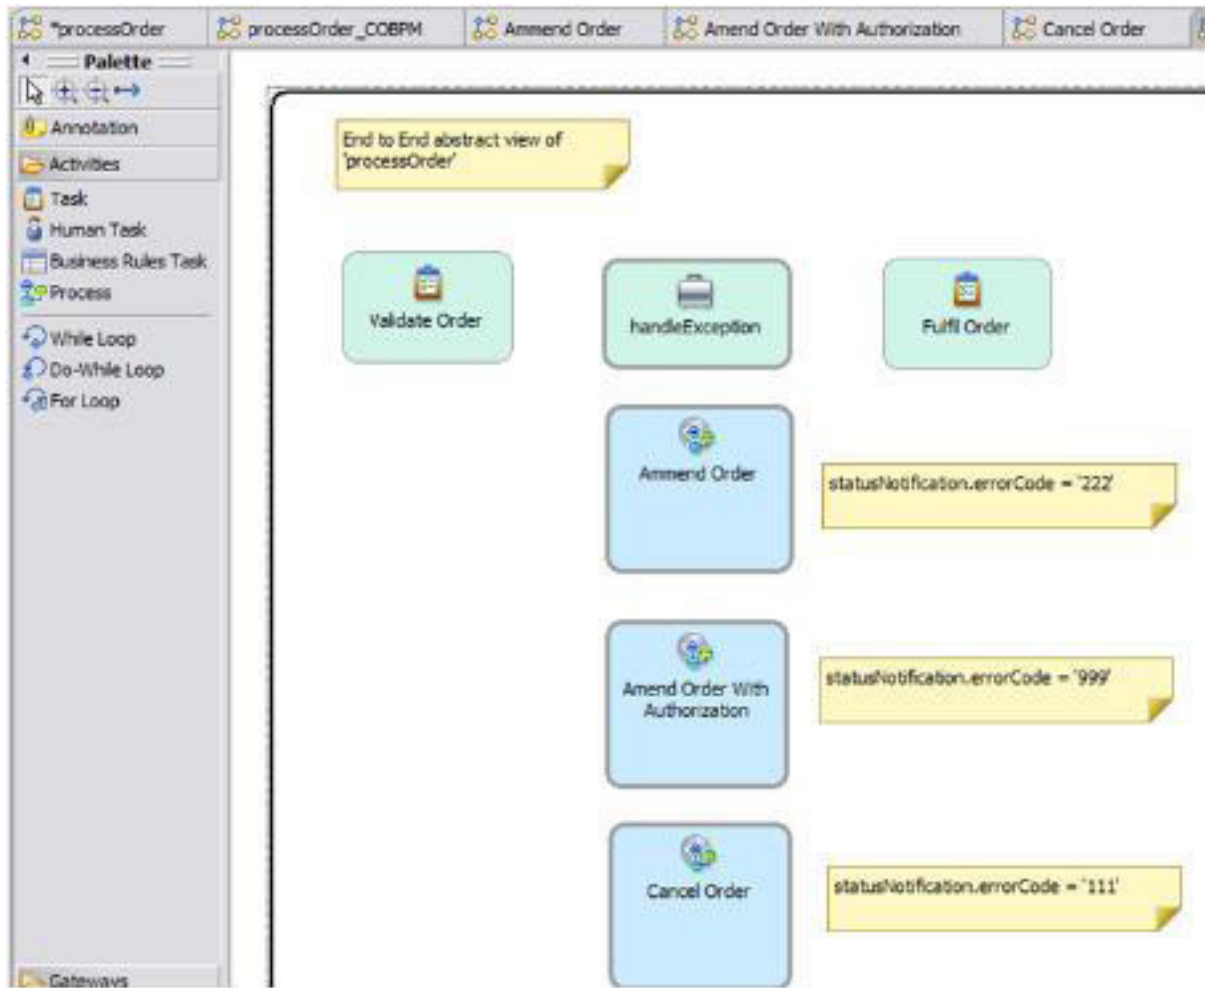 *processOrder
processOrder_COBPM
Ammend Order
Amend Order With Authorization
Cancel Order
Palette
Annotation
Activities
Task
Human Task
Business Rules Task
Process
While Loop
Do-While Loop
For Loop
Gateways
End to End abstract view of
'processOrder'
Validate Order
handleException
Fulfil Order
Ammend Order
statusNotification.errorCode = '222'
Amend Order With
Authorization
statusNotification.errorCode = '999'
Cancel Order
statusNotification.errorCode = '111'